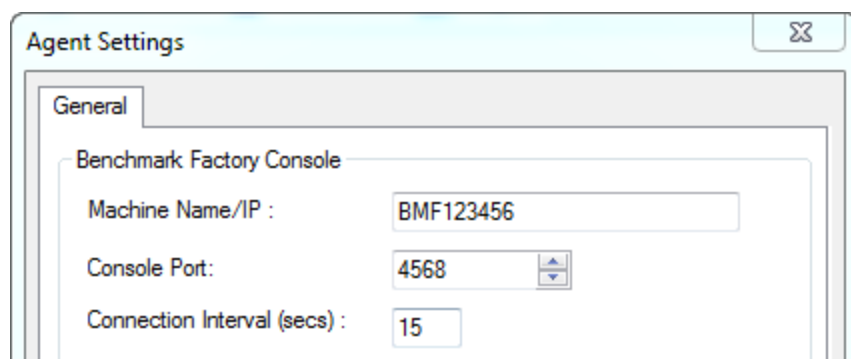 Agent Settings
General
Benchmark Factory Console
Machine Name/IP : BMF123456
Console Port: 4568
Connection Interval (secs) : 15